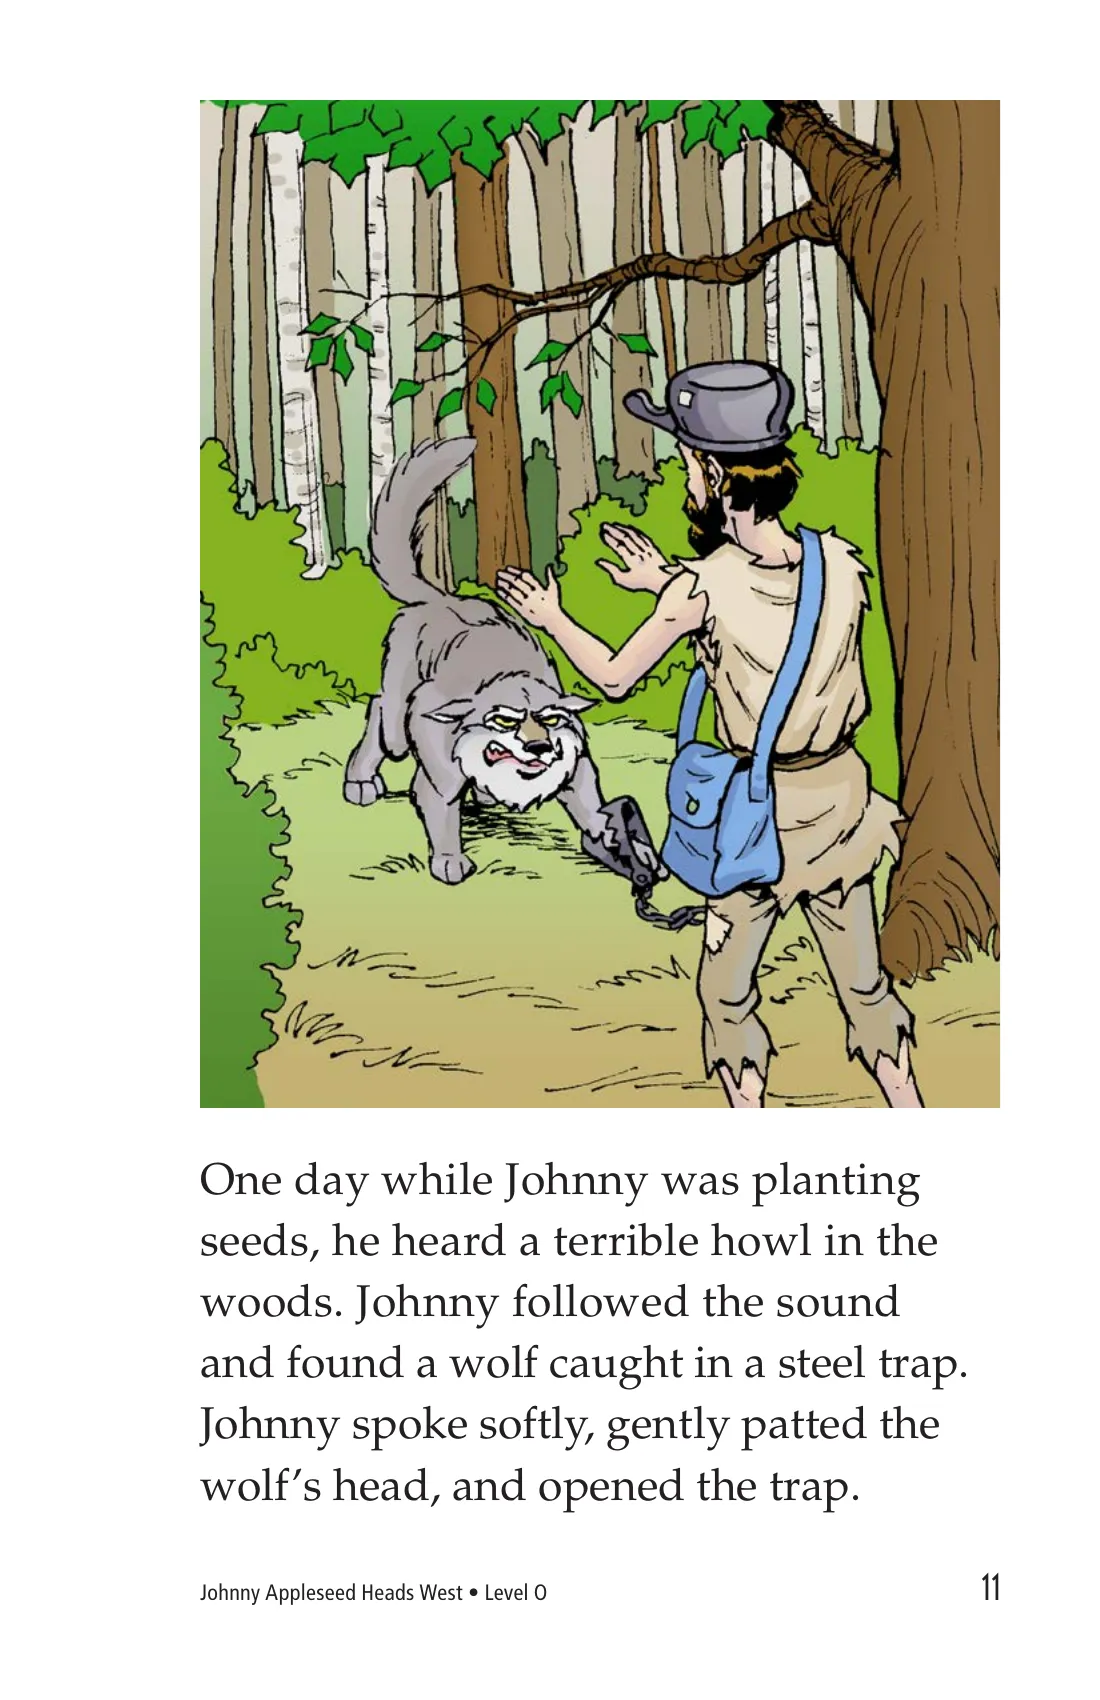 One day while Johnny was planting
seeds, he heard a terrible howl in the
woods. Johnny followed the sound
and found a wolf caught in a steel trap.
Johnny spoke softly, gently patted the
wolf’s head, and opened the trap.
Johnny Appleseed Heads West • Level O
11